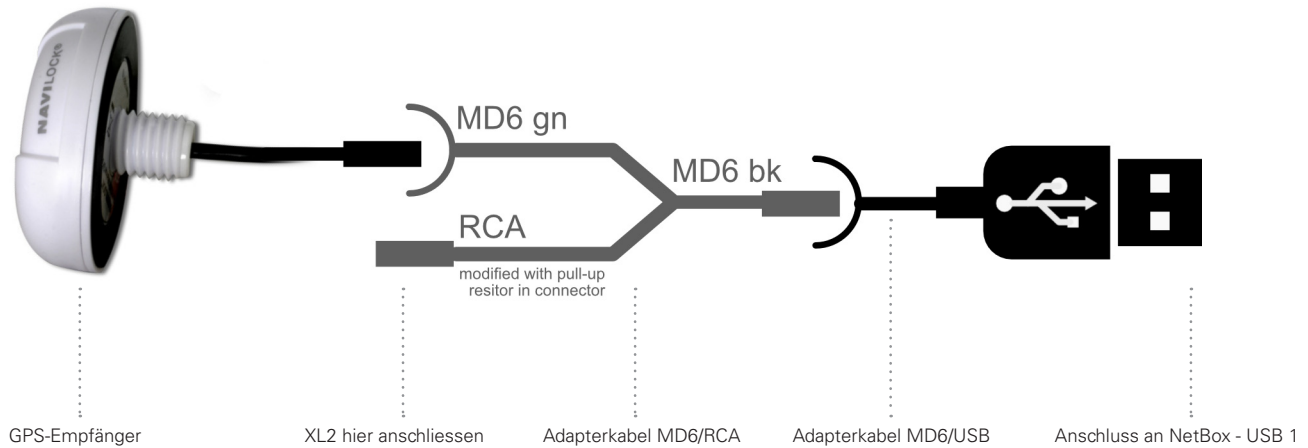 NAVILOCK®
MD6 gn
MD6 bk
RCA
modified with pull-up
resitor in connector
GPS-Empfänger
XL2 hier anschliessen
Adapterkabel MD6/RCA
Adapterkabel MD6/USB
Anschluss an NetBox - USB 1